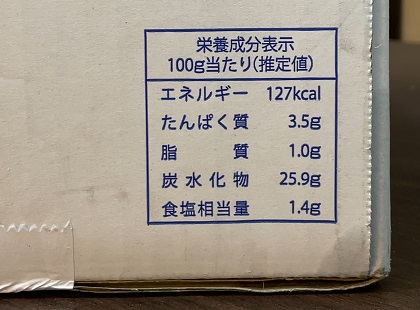 栄養成分表示
100g当たり(推定値)
エネルギー 127kcal
たんぱく質 3.5g
脂質 1.0g
炭水化物 25.9g
食塩相当量 1.4g